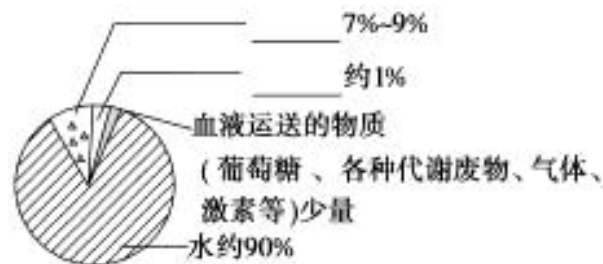 7%~9%
约1%
血液运送的物质
(葡萄糖、各种代谢废物、气体、
激素等)少量
水约90%